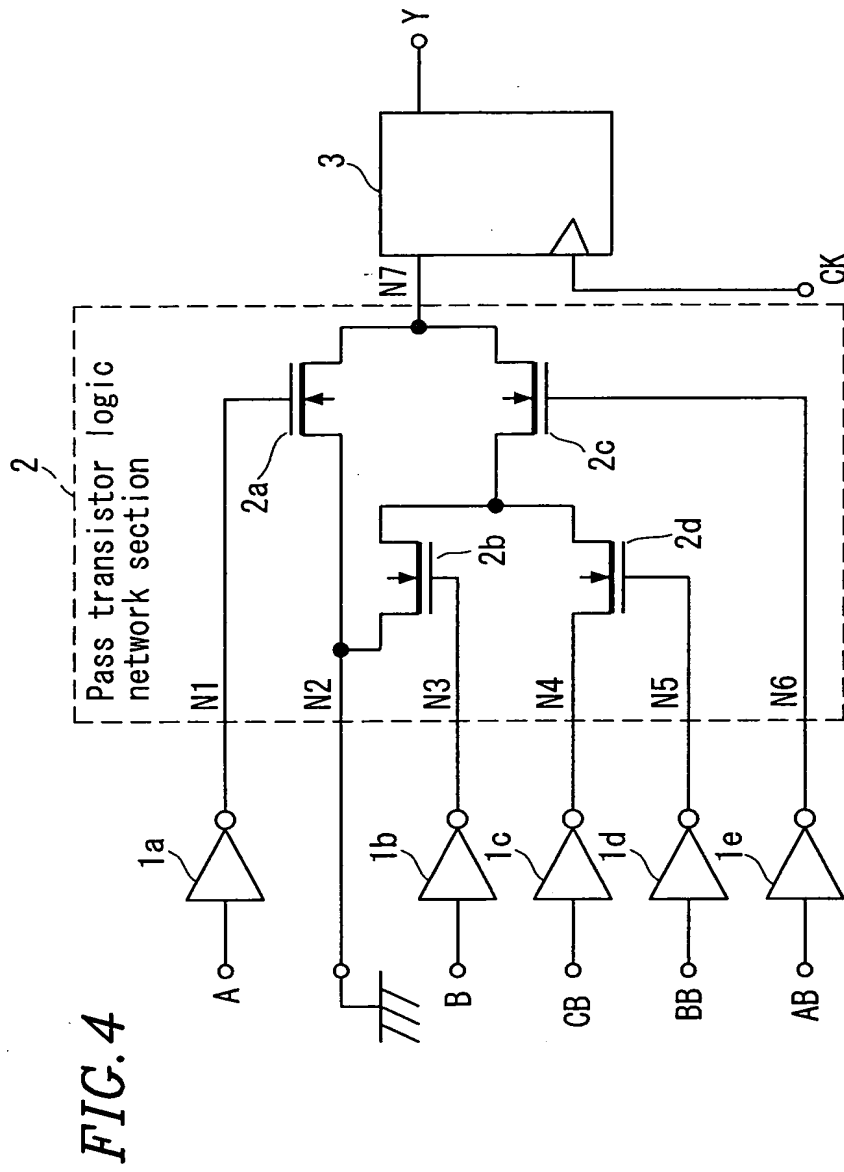 FIG. 4
2
Pass transistor logic
network section
A
1a
N1
2a
N2
B
1b
N3
2b
CB
1c
N4
2c
BB
1d
N5
2d
AB
1e
N6
N7
3
Y
CK